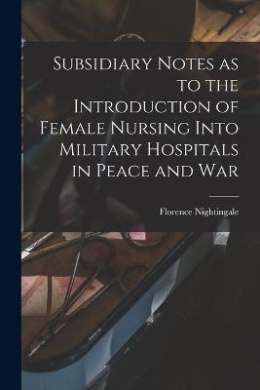 Subsidiary Notes as
to the
Introduction of
Female Nursing Into
Military Hospitals
in Peace and War
Florence Nightingale